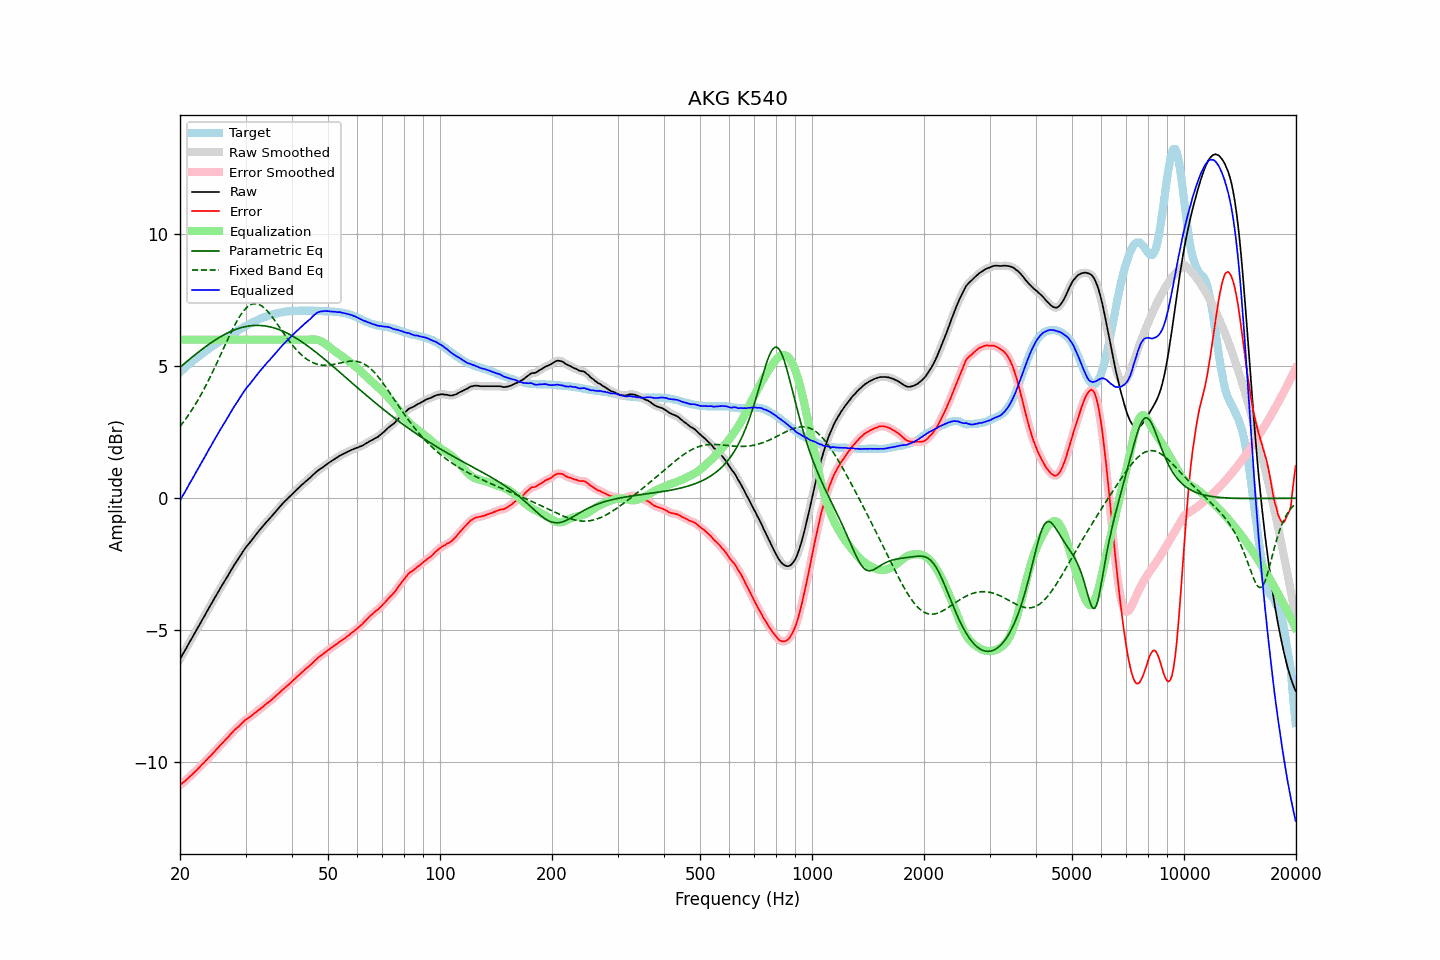 AKG K540
Target
Raw Smoothed
Error Smoothed
Raw
Error
Equalization
Parametric Eq
Fixed Band Eq
Equalized
Amplitude (dBr)
10
5
0
−5
−10
20 50 100 200 500 1000 2000 5000 10000 20000
Frequency (Hz)